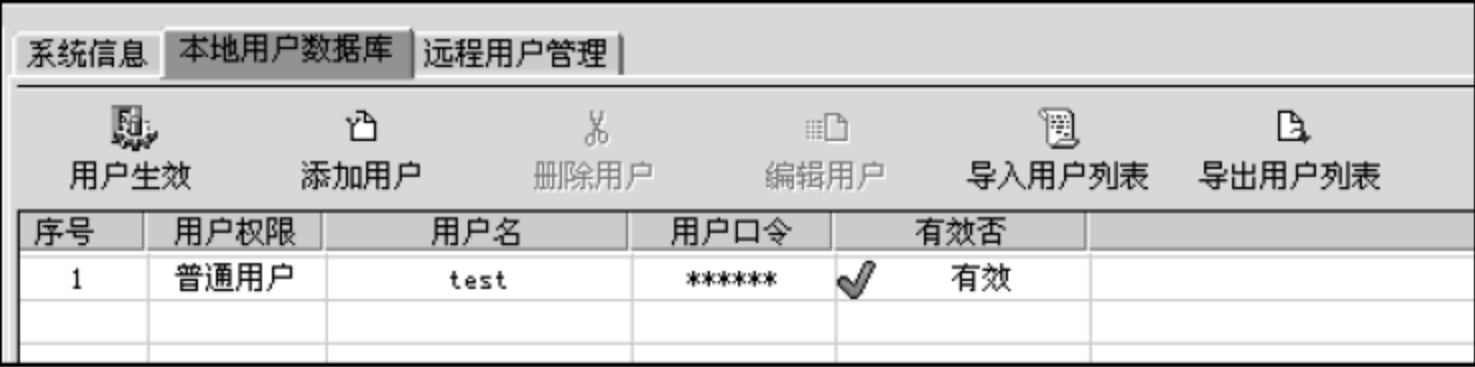 系统信息 本地用户数据库 远程用户管理
用户生效 添加用户 删除用户 编辑用户 导入用户列表 导出用户列表
序号 用户权限 用户名 用户口令 有效否
1 普通用户 test ****** 有效